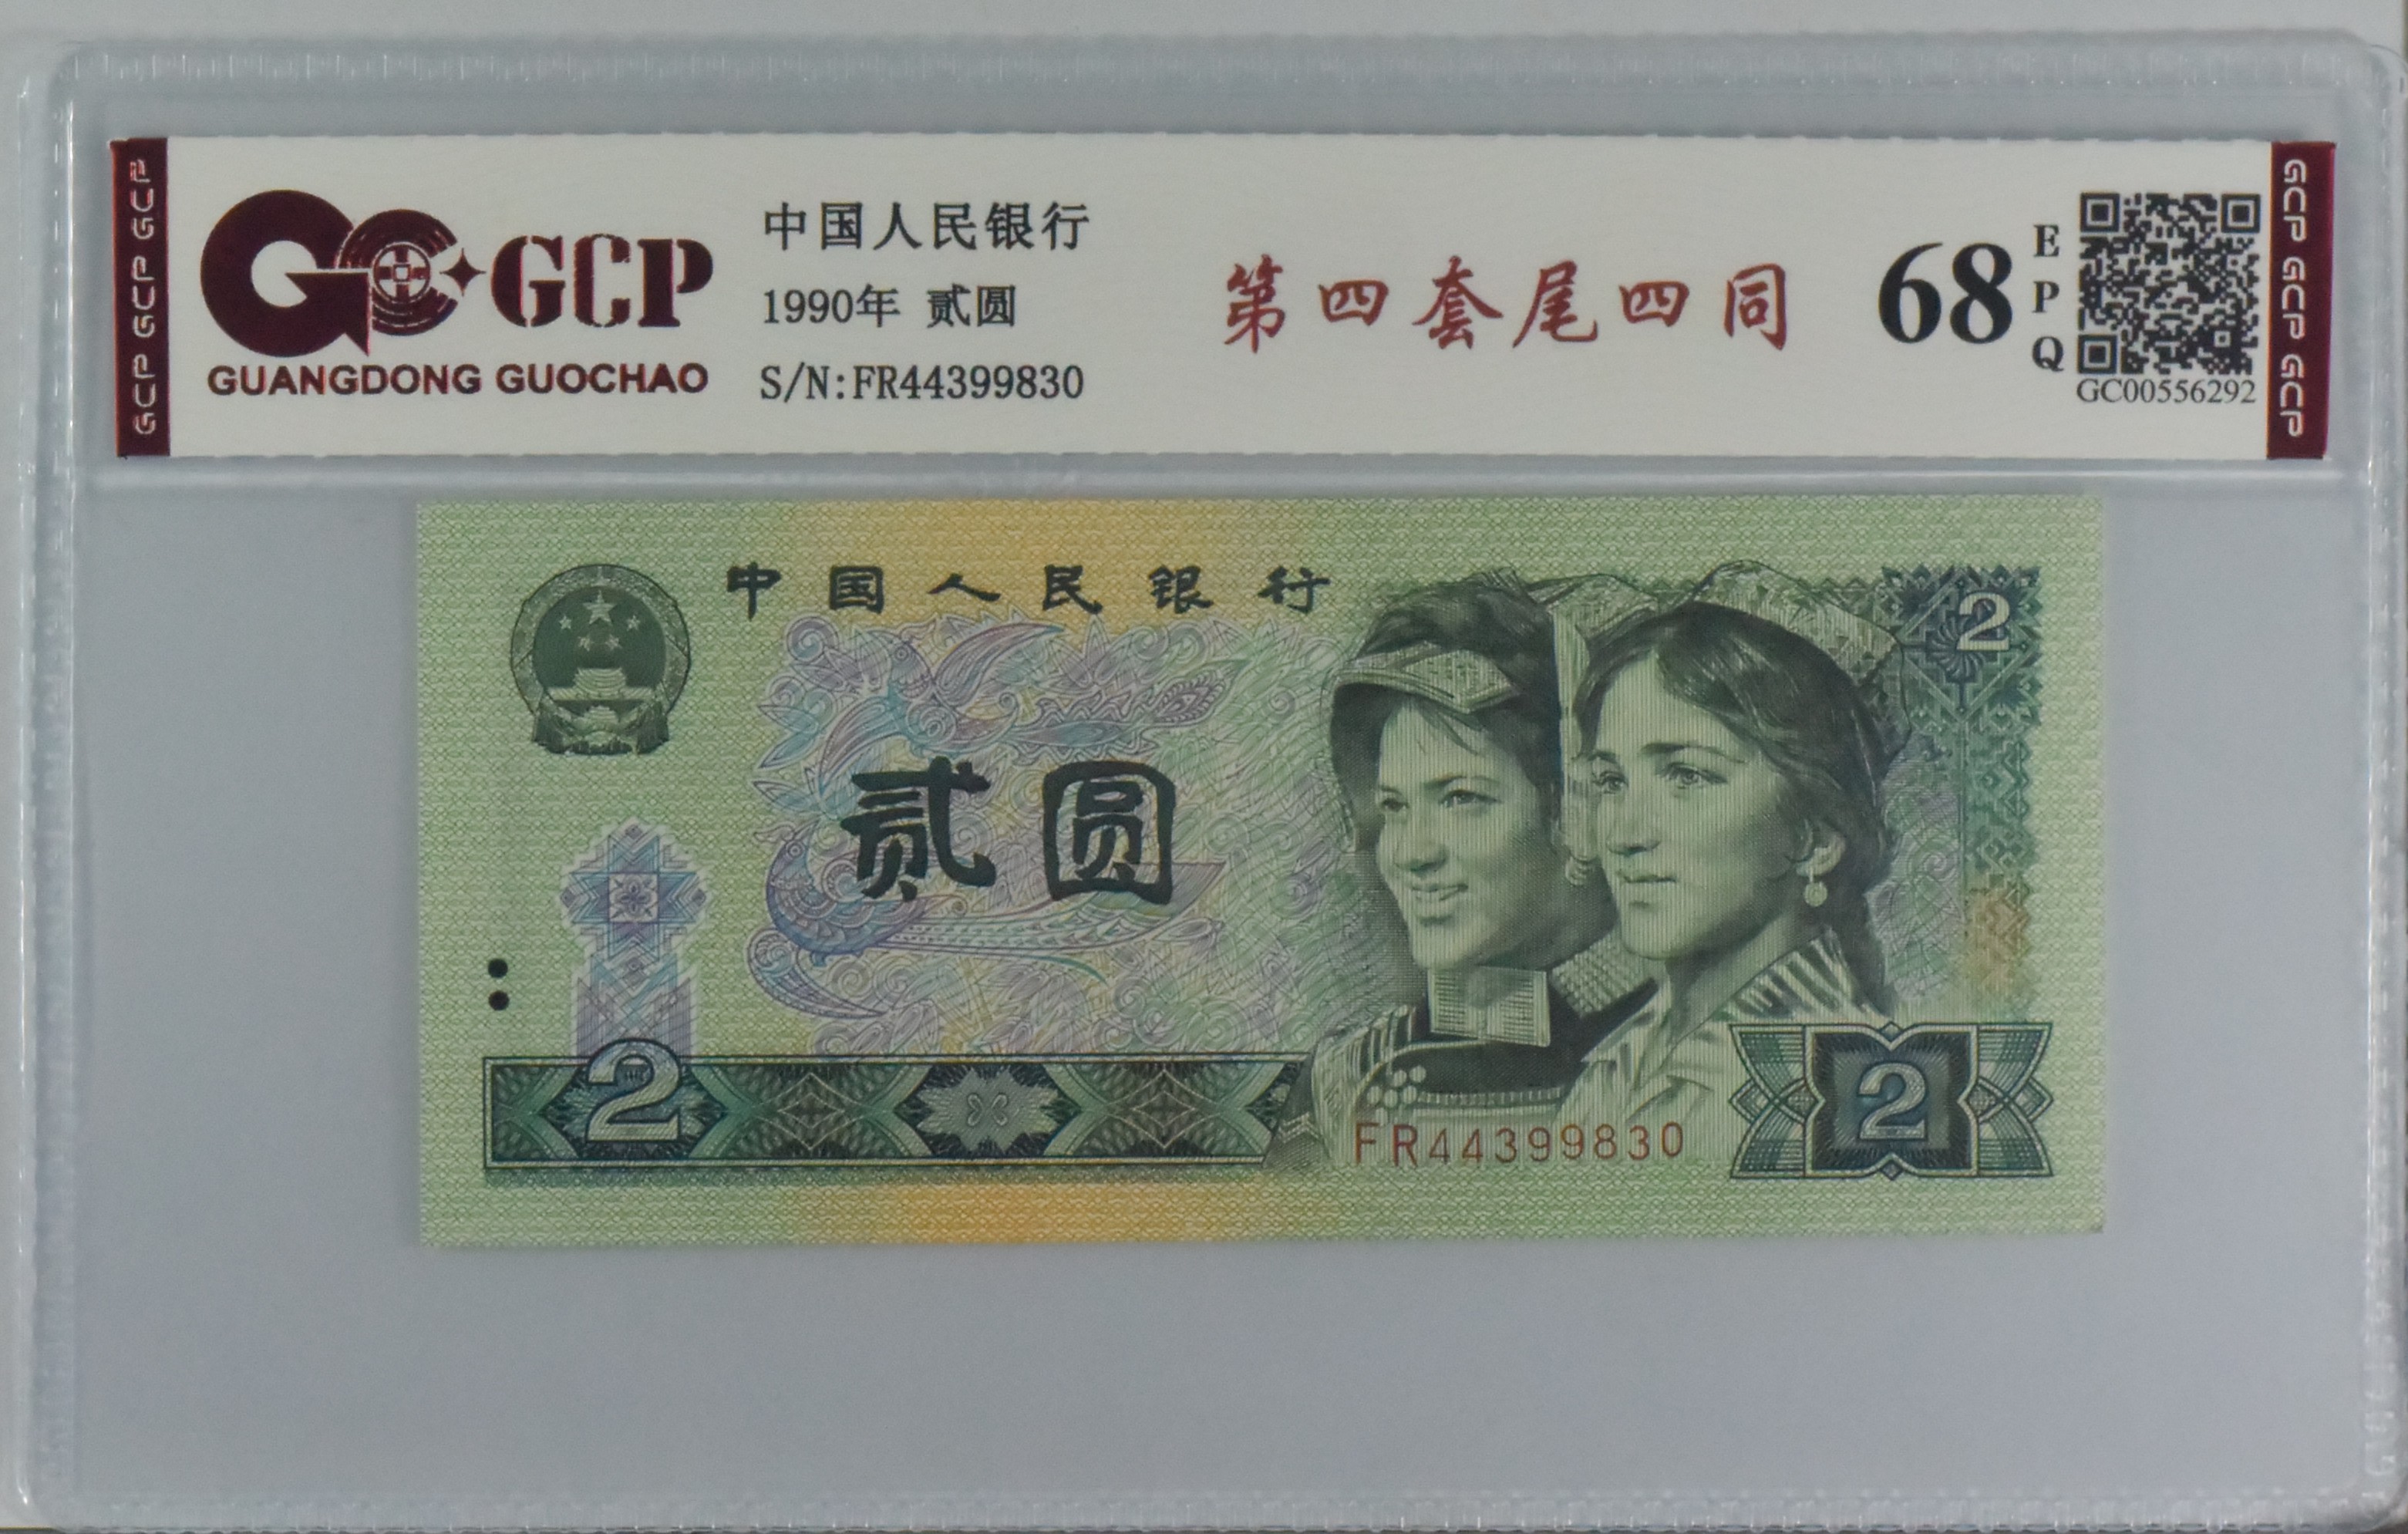 GCP GCP GCP
GCP
GUANGDONG GUOCHAO
中国人民银行
1990年 贰圆
S/N:FR44399830
第四套尾四同
68
EPQ
GC00556292
GCP GCP GCP
中国人民银行
2
贰圆
2
FR44399830
2